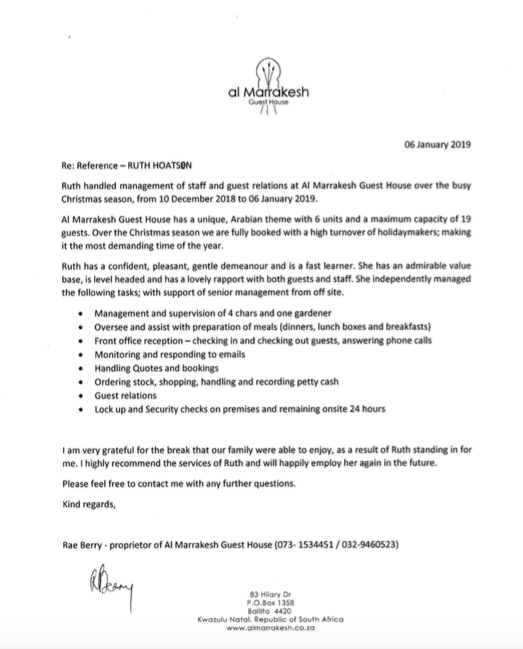 al Marrakesh
Guest House
06 January 2019
Re: Reference – RUTH HOATSON
Ruth handled management of staff and guest relations at Al Marrakesh Guest House over the busy
Christmas season, from 10 December 2018 to 06 January 2019.
Al Marrakesh Guest House has a unique, Arabian theme with 6 units and a maximum capacity of 19
guests. Over the Christmas season we are fully booked with a high turnover of holidaymakers; making
it the most demanding time of the year.
Ruth has a confident, pleasant, gentle demeanour and is a fast learner. She has an admirable value
base, is level headed and has a lovely rapport with both guests and staff. She independently managed
the following tasks; with support of senior management from off site.
• Management and supervision of 4 chars and one gardener
• Oversee and assist with preparation of meals (dinners, lunch boxes and breakfasts)
• Front office reception – checking in and checking out guests, answering phone calls
• Monitoring and responding to emails
• Handling Quotes and bookings
• Ordering stock, shopping, handling and recording petty cash
• Guest relations
• Lock up and Security checks on premises and remaining onsite 24 hours
I am very grateful for the break that our family were able to enjoy, as a result of Ruth standing in for
me. I highly recommend the services of Ruth and will happily employ her again in the future.
Please feel free to contact me with any further questions.
Kind regards,
Rae Berry - proprietor of Al Marrakesh Guest House (073- 1534451 / 032-9460523)
RBerry
83 Hilary Dr
P.O.Box 1358
Ballito 4420
Kwazulu Natal, Republic of South Africa
www.almarrakesh.co.za